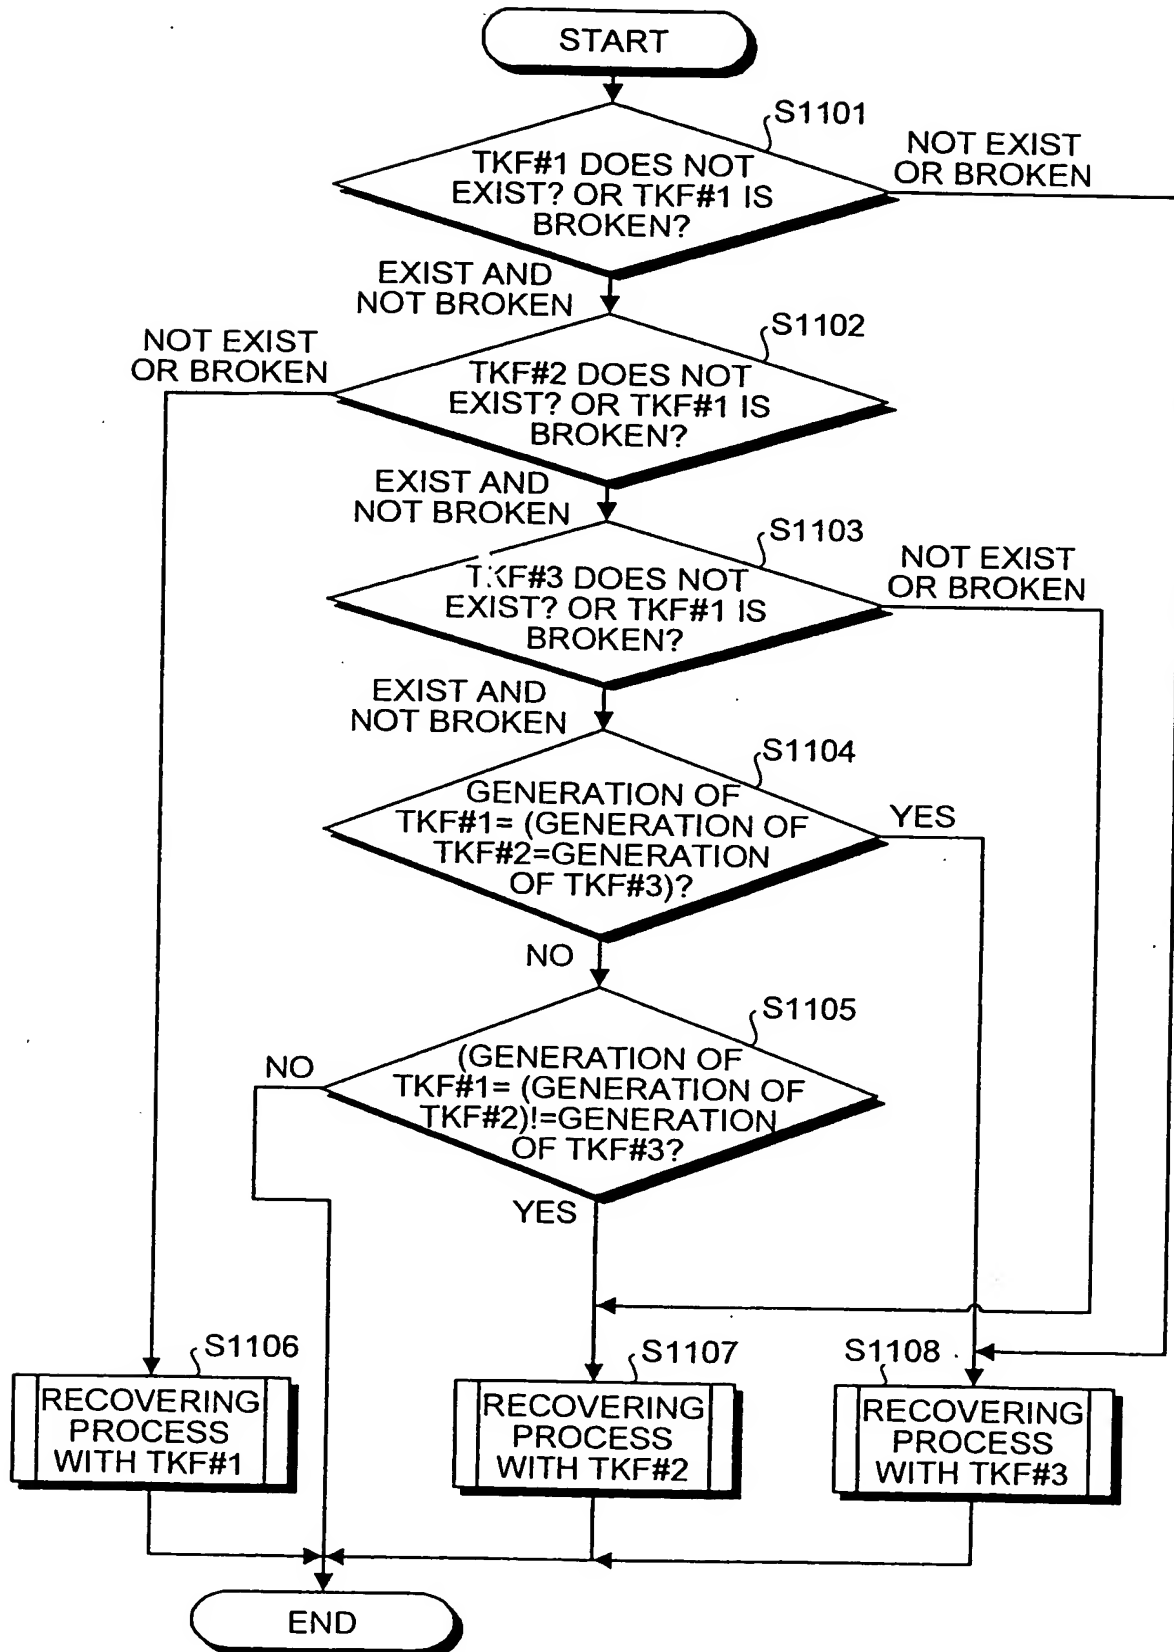 START
S1101
TKF#1 DOES NOT
EXIST? OR TKF#1 IS
BROKEN?
NOT EXIST
OR BROKEN
EXIST AND
NOT BROKEN
S1102
NOT EXIST
OR BROKEN
TKF#2 DOES NOT
EXIST? OR TKF#1 IS
BROKEN?
EXIST AND
NOT BROKEN
S1103
TKF#3 DOES NOT
EXIST? OR TKF#1 IS
BROKEN?
NOT EXIST
OR BROKEN
EXIST AND
NOT BROKEN
S1104
GENERATION OF
TKF#1= (GENERATION OF
TKF#2=GENERATION
OF TKF#3)?
YES
NO
S1105
(GENERATION OF
TKF#1= (GENERATION OF
TKF#2)!=GENERATION
OF TKF#3?
NO
YES
S1106
RECOVERING
PROCESS
WITH TKF#1
S1107
RECOVERING
PROCESS
WITH TKF#2
S1108
RECOVERING
PROCESS
WITH TKF#3
END